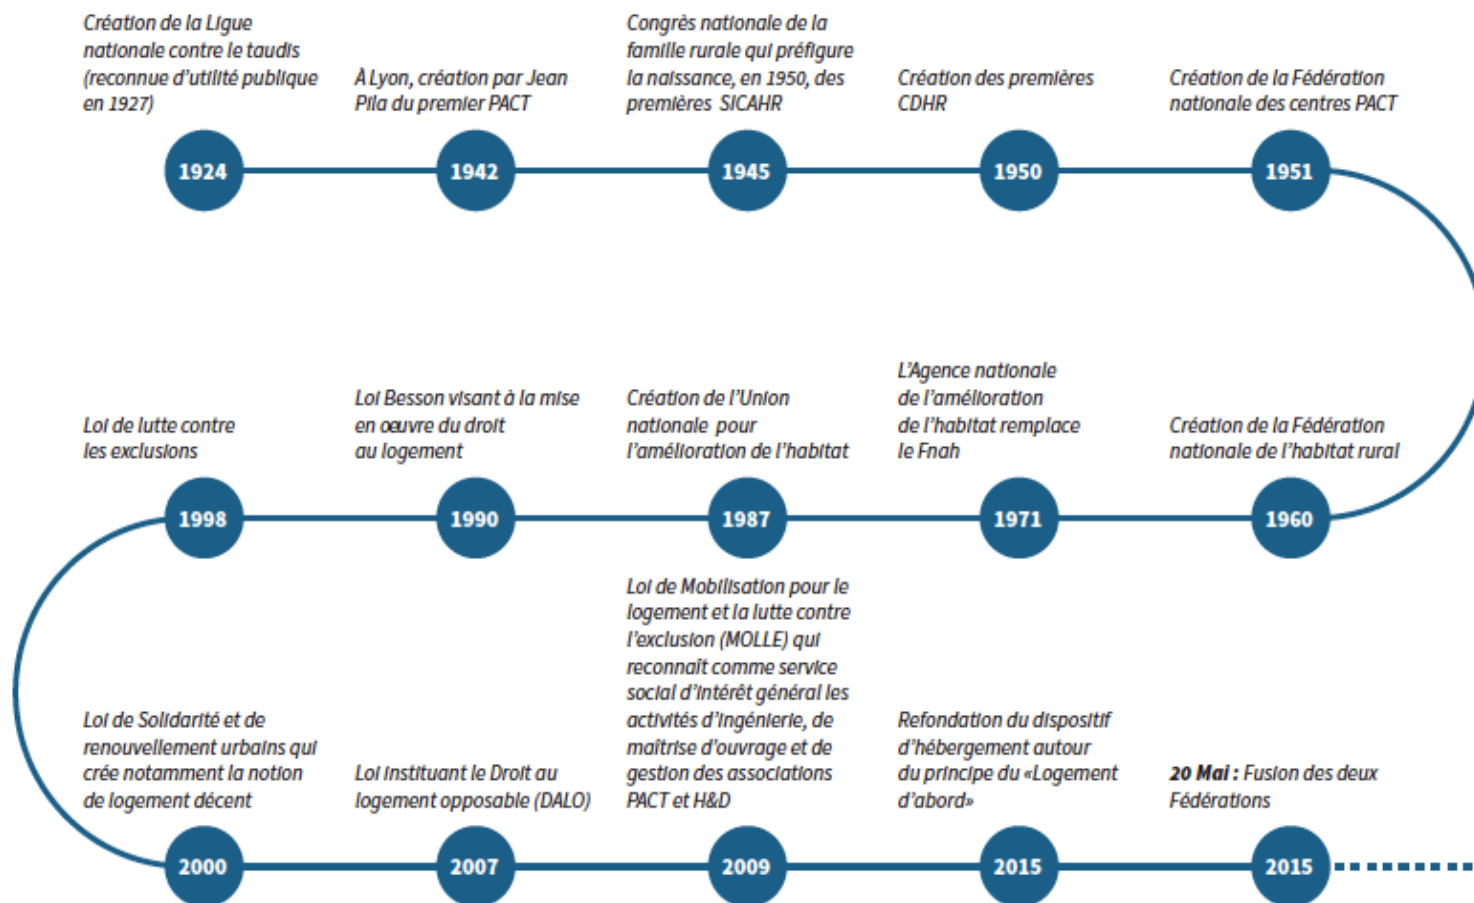 Création de la Ligue
nationale contre le taudis
(reconnue d'utilité publique
en 1927)
1924
À Lyon, création par Jean
Pila du premier PACT
1942
Congrès nationale de la
famille rurale qui préfigure
la naissance, en 1950, des
premières SICAHR
1945
Création des premières
CDHR
1950
Création de la Fédération
nationale des centres PACT
1951
Création de la Fédération
nationale de l'habitat rural
1960
L'Agence nationale
de l'amélioration
de l'habitat remplace
le Fnah
1971
Création de l'Union
nationale pour
l'amélioration de l'habitat
1987
Loi Besson visant à la mise
en œuvre du droit
au logement
1990
Loi de lutte contre
les exclusions
1998
Loi de Solidarité et de
renouvellement urbains qui
crée notamment la notion
de logement décent
2000
Loi instituant le Droit au
logement opposable (DALO)
2007
Loi de Mobilisation pour le
logement et la lutte contre
l'exclusion (MOLLE) qui
reconnaît comme service
social d'intérêt général les
activités d'ingénierie, de
maîtrise d'ouvrage et de
gestion des associations
PACT et H&D
2009
Refondation du dispositif
d'hébergement autour
du principe du «Logement
d'abord»
2015
20 Mai : Fusion des deux
Fédérations
2015